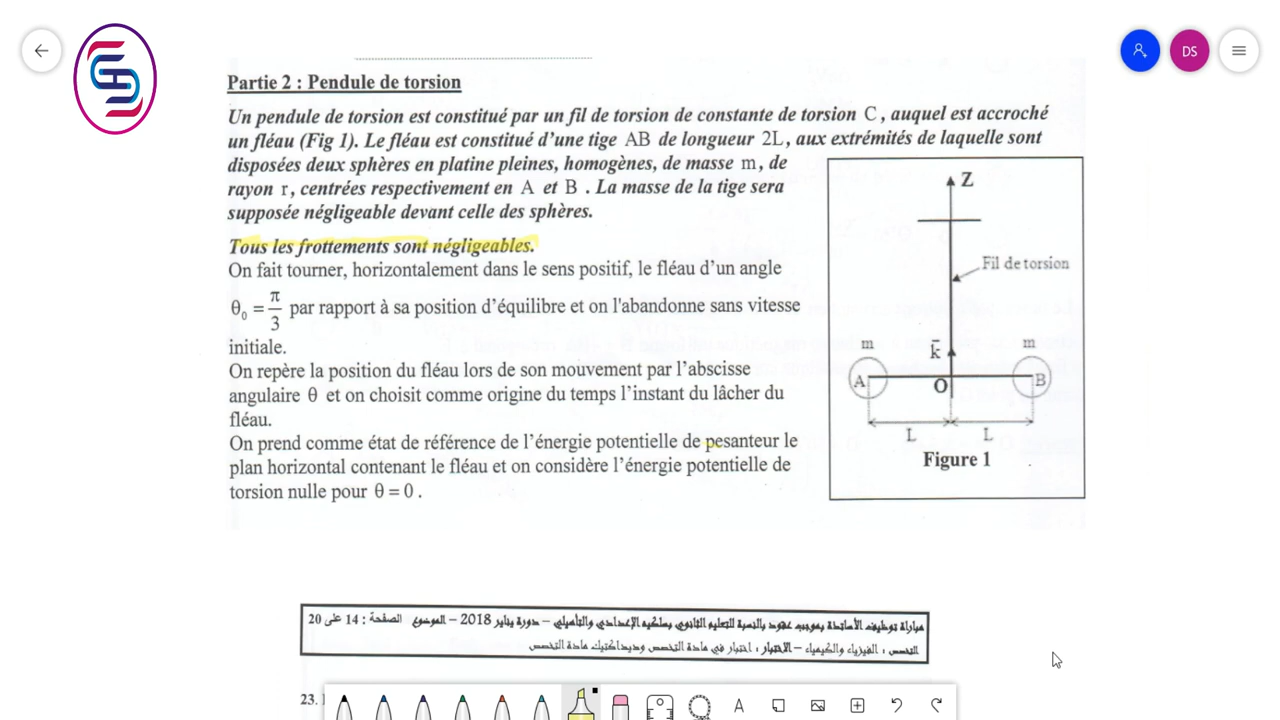 DS
Partie 2 : Pendule de torsion
Un pendule de torsion est constitué par un fil de torsion de constante de torsion C, auquel est accroché
un fléau (Fig 1). Le fléau est constitué d'une tige AB de longueur 2L, aux extrémités de laquelle sont
disposées deux sphères en platine pleines, homogènes, de masse m, de
rayon r, centrées respectivement en A et B . La masse de la tige sera
supposée négligeable devant celle des sphères.
Tous les frottements sont négligeables.
On fait tourner, horizontalement dans le sens positif, le fléau d'un angle
θ₀ = π/3 par rapport à sa position d'équilibre et on l'abandonne sans vitesse
initiale.
On repère la position du fléau lors de son mouvement par l'abscisse
angulaire θ et on choisit comme origine du temps l'instant du lâcher du
fléau.
On prend comme état de référence de l'énergie potentielle de pesanteur le
plan horizontal contenant le fléau et on considère l'énergie potentielle de
torsion nulle pour θ = 0 .
Z
Fil de torsion
k
m
m
A
O
B
L
L
Figure 1
مباراة توظيف الأساتذة بموجب عقود بالنسبة للتعليم الثانوي بسلكيه الإعدادي والتأهيلي – دورة يناير 2018 – الموضوع الصفحة : 14 على 20
التخصص : الفيزياء والكيمياء – الاختبار : اختبار في مادة التخصص وديداكتيك مادة التخصص
23.
A